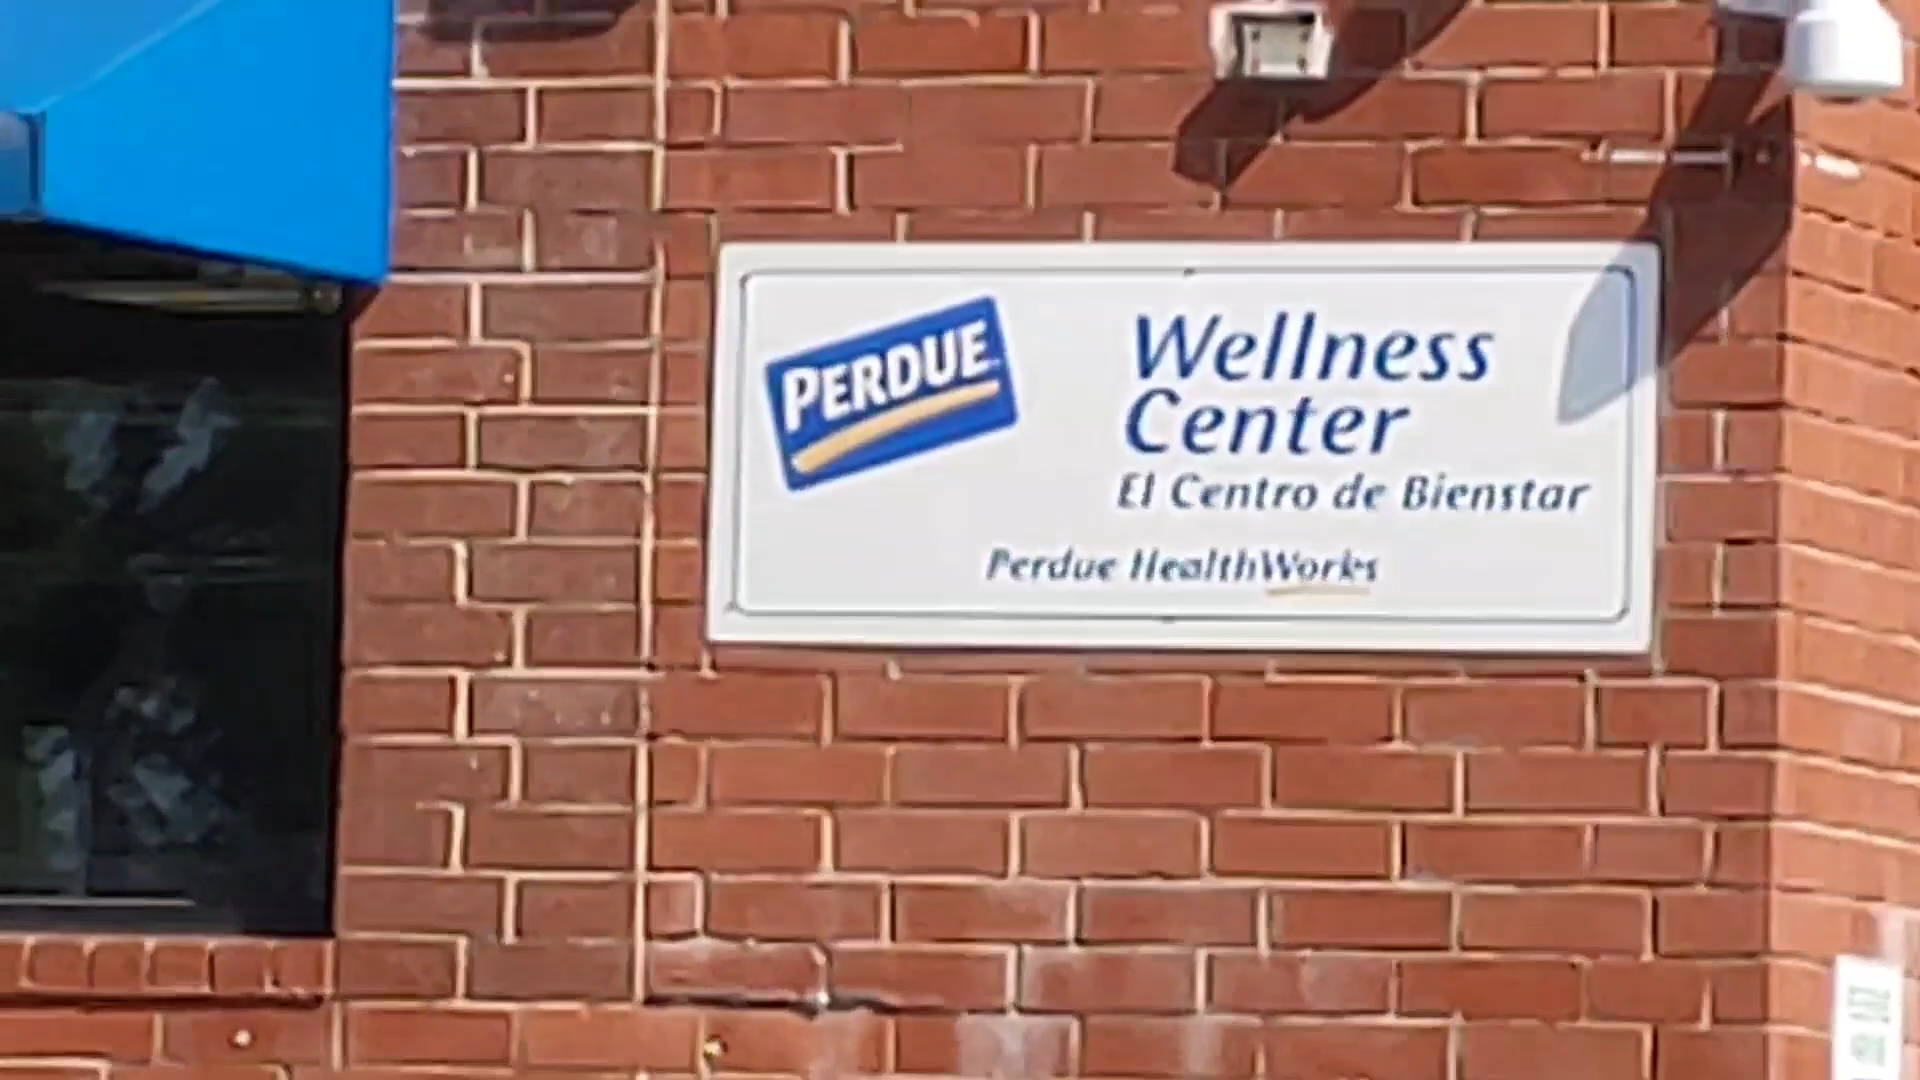 PERDUE
Wellness
Center
El Centro de Bienstar
Perdue HealthWorks